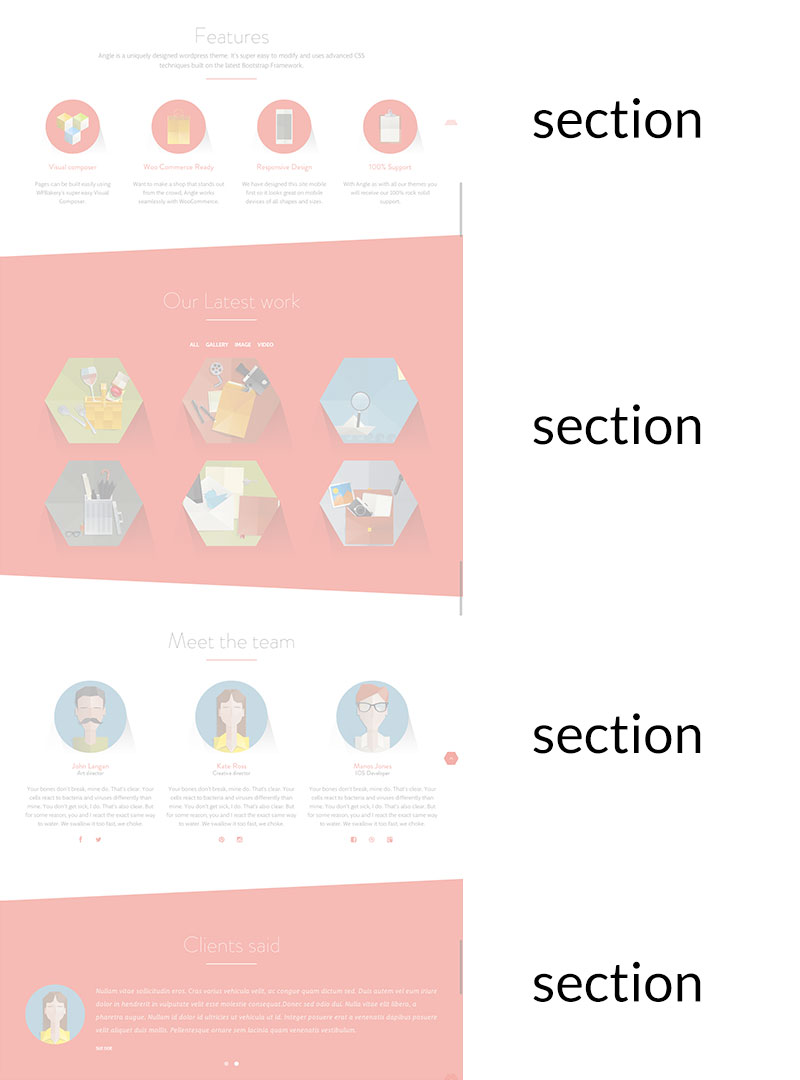 Features
Angle is a uniquely designed wordpress theme. It's super easy to modify and uses advanced CSS
techniques built on the latest Bootstrap Framework.
section
Visual composer
Woo Commerce Ready
Responsive Design
100% Support
Pages can be built easily using
WPBakery's super easy Visual
Composer
Want to make a shop that stands out
from the crowd, Angle works
seamlessly with WooCommerce.
We have designed this site mobile
first so it looks great on mobile
devices of all shapes and sizes
With Angle as with all our themes you
will receive our 100% rock solid
support.
Our Latest work
ALL GALLERY IMAGE VIDEO
section
Meet the team
section
John Langan
Art director
Kate Ross
Creative director
Manos Jones
IOS Developer
Your bones don't break, mine do. That's clear. Your
cells react to bacteria and viruses differently than
mine. You don't get sick, I do. That's also clear. But
for some reason, you and I react the exact same way
to water. We swallow it too fast, we choke.
Your bones don't break, mine do. That's clear. Your
cells react to bacteria and viruses differently than
mine. You don't get sick, I do. That's also clear. But
for some reason, you and I react the exact same way
to water. We swallow it too fast, we choke.
Your bones don't break, mine do. That's clear. Your
cells react to bacteria and viruses differently than
mine. You don't get sick, I do. That's also clear. But
for some reason, you and I react the exact same way
to water. We swallow it too fast, we choke.
Clients said
section
Nullam vitae sollicitudin eros. Cras varius vehicula velit, ac congue quam dictum sed. Duis autem vel eum iriure
dolor in hendrerit in vulputate velit esse molestie consequat.Donec sed odio dui. Nulla vitae elit libero, a
pharetra augue. Nullam id dolor id ultricies ut vehicula ut id. Integer posuere erat a venenatis dapibus posuere
velit aliquet duis mollis. Pellentesque ornare sem lacinia quam venenatis vestibulum.